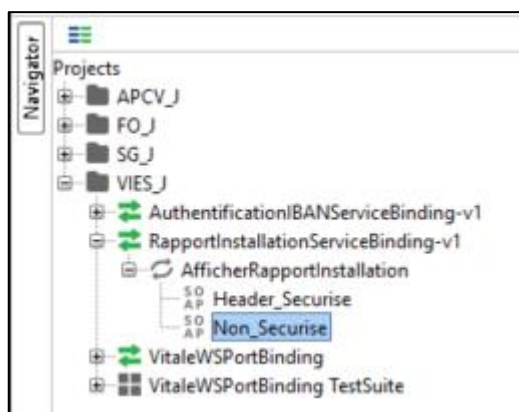 Navigator
Projects
APCV_J
FO_J
SG_J
VIES_J
AuthentificationIBANServiceBinding-v1
RapportInstallationServiceBinding-v1
AfficherRapportInstallation
SO AP Header_Securise
SO AP Non_Securise
VitaleWSPortBinding
VitaleWSPortBinding TestSuite